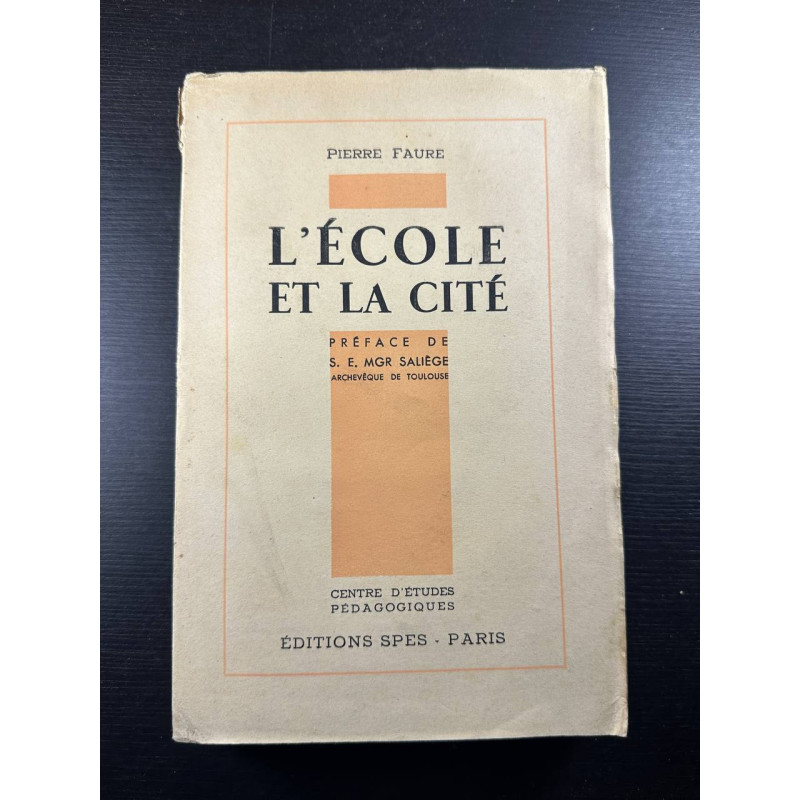 PIERRE FAURE
L'ÉCOLE
ET LA CITÉ
PRÉFACE DE
S. E. MGR SALIÈGE
ARCHEVÊQUE DE TOULOUSE
CENTRE D'ÉTUDES
PÉDAGOGIQUES
ÉDITIONS SPES - PARIS